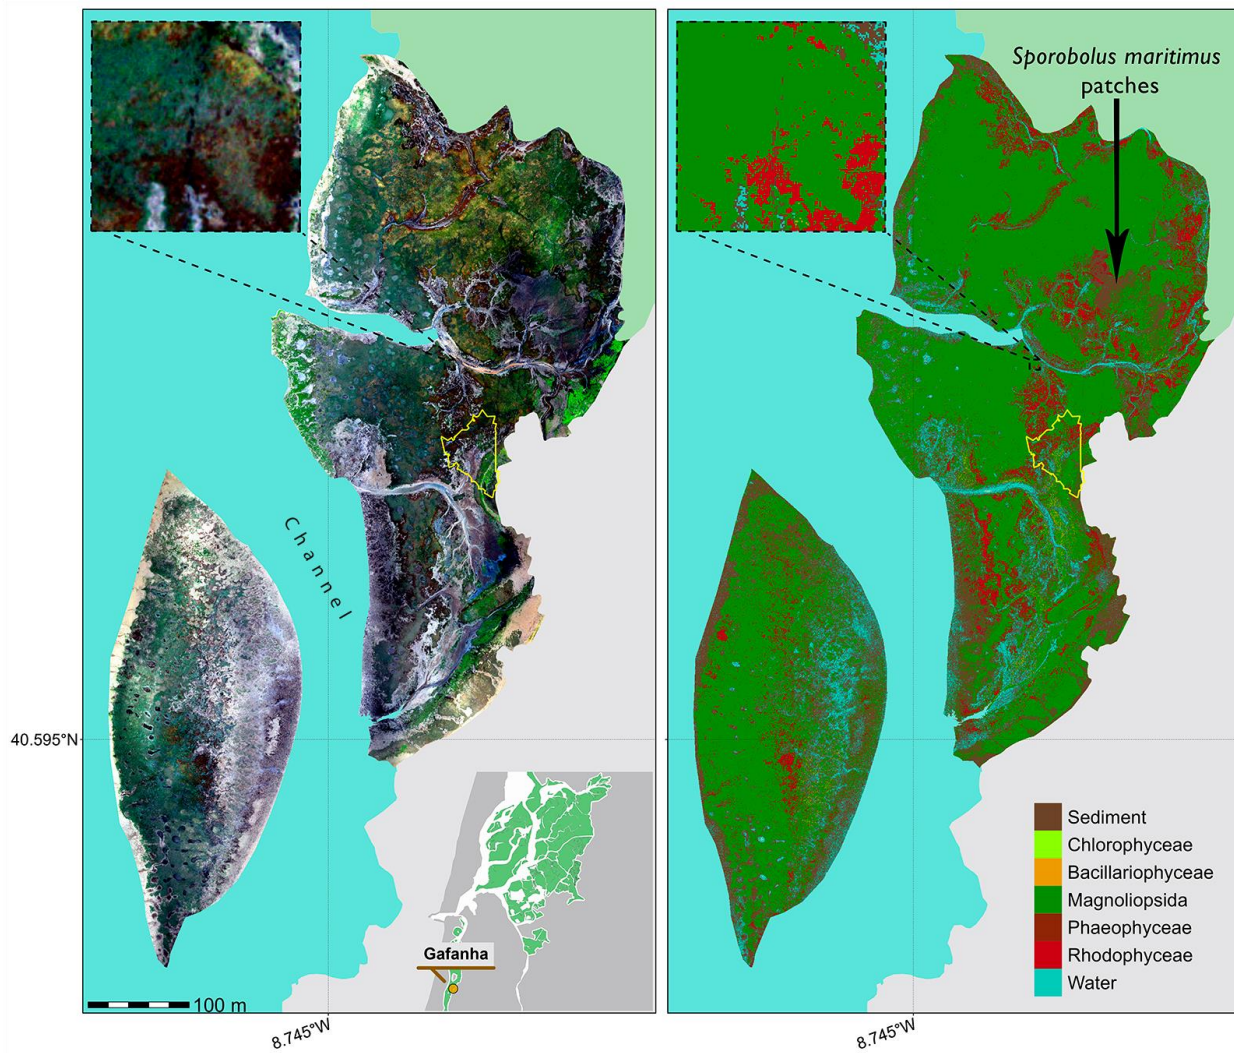 Sporobolus maritimus
patches
Channel
40.595°N
Gafanha
100 m
8.745°W
8.745°W
Sediment
Chlorophyceae
Bacillariophyceae
Magnoliopsida
Phaeophyceae
Rhodophyceae
Water